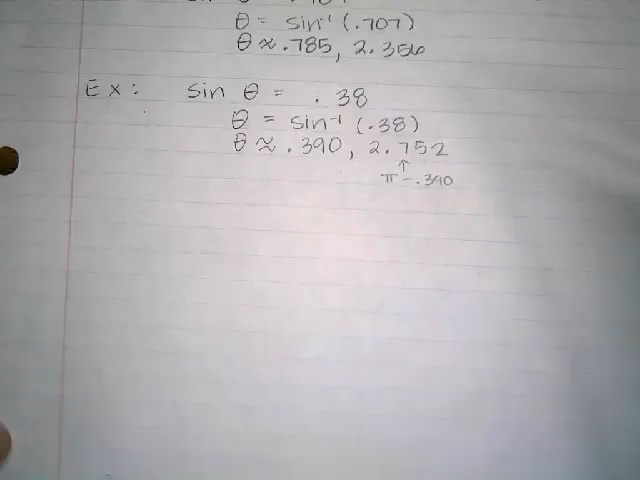 θ = sin⁻¹ (.707)
θ ≈ .785, 2.356
Ex: sin θ = .38
θ = sin⁻¹ (.38)
θ ≈ .390, 2.752
↑
π - .390